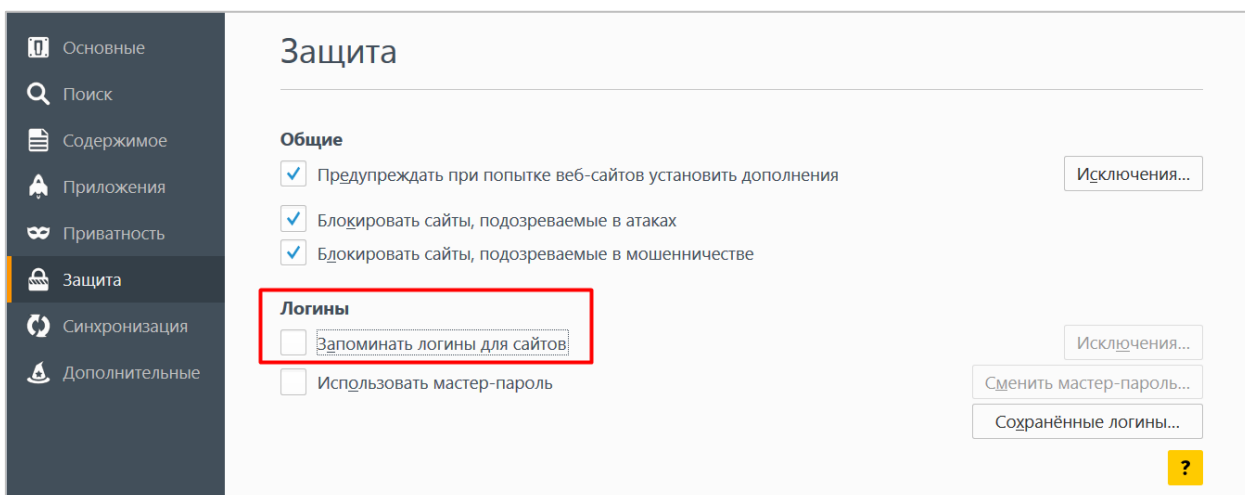 Основные
Поиск
Содержимое
Приложения
Приватность
Защита
Синхронизация
Дополнительные
Защита
Общие
Предупреждать при попытке веб-сайтов установить дополнения
Исключения...
Блокировать сайты, подозреваемые в атаках
Блокировать сайты, подозреваемые в мошенничестве
Логины
Запоминать логины для сайтов
Исключения...
Использовать мастер-пароль
Сменить мастер-пароль...
Сохранённые логины...
?